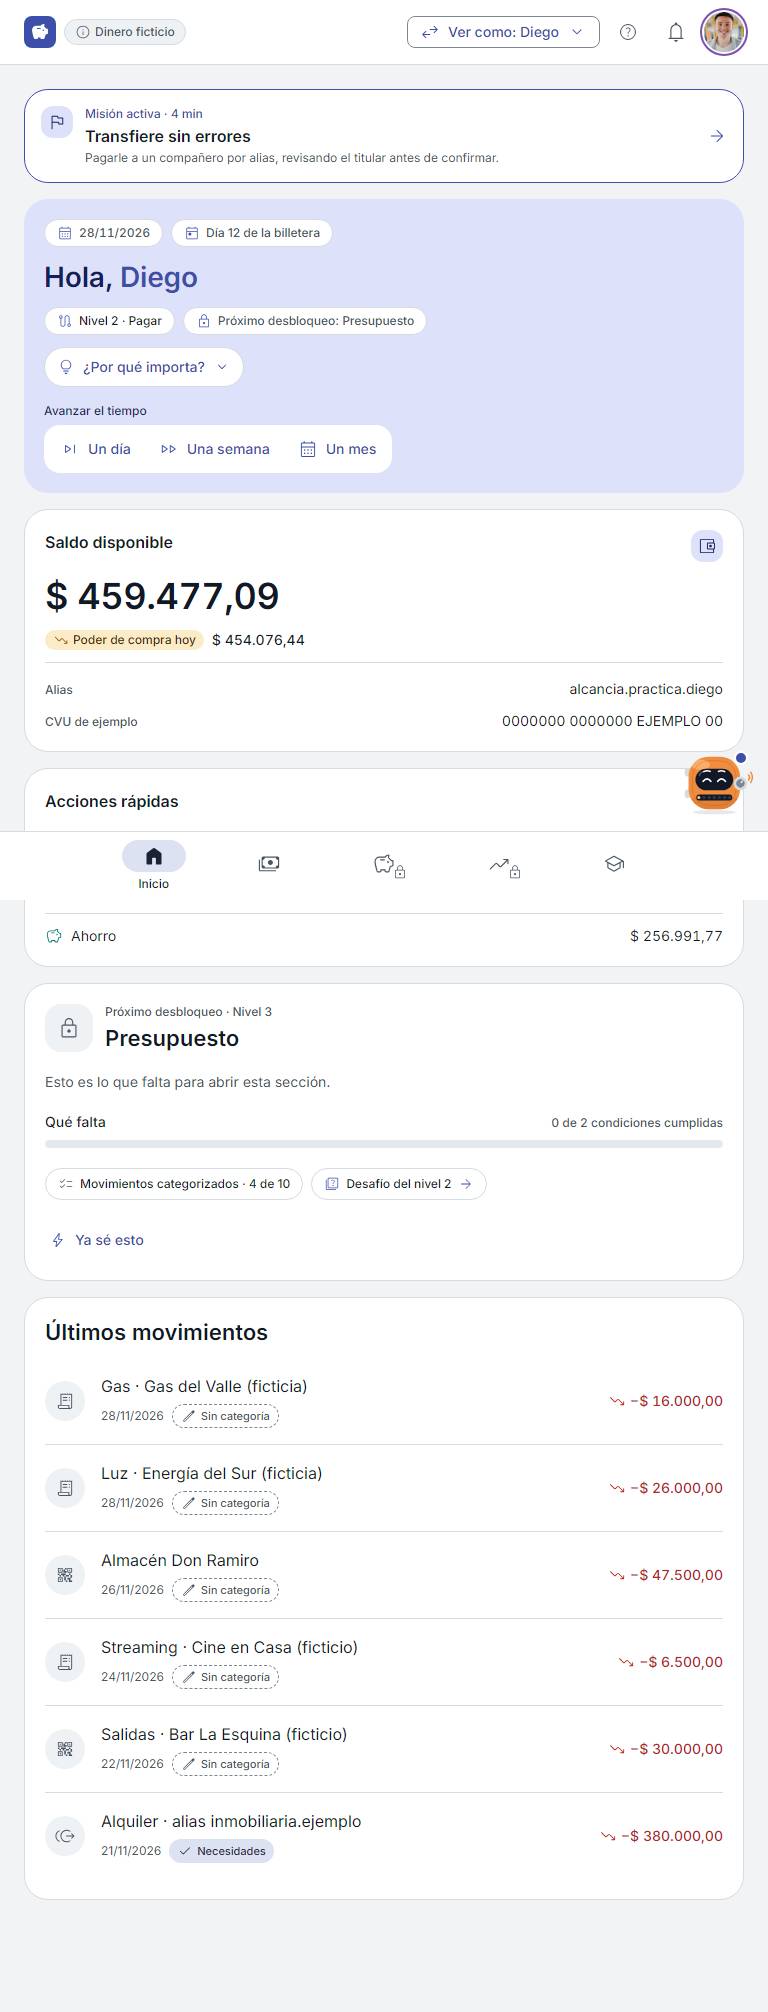 Dinero ficticio
Ver como: Diego
Misión activa · 4 min
Transfiere sin errores
Pagarle a un compañero por alias, revisando el titular antes de confirmar.
28/11/2026
Día 12 de la billetera
Hola, Diego
Nivel 2 · Pagar
Próximo desbloqueo: Presupuesto
¿Por qué importa?
Avanzar el tiempo
Un día
Una semana
Un mes
Saldo disponible
$ 459.477,09
Poder de compra hoy
$ 454.076,44
Alias
alcancia.practica.diego
CVU de ejemplo
0000000 0000000 EJEMPLO 00
Acciones rápidas
Inicio
Ahorro
$ 256.991,77
Próximo desbloqueo · Nivel 3
Presupuesto
Esto es lo que falta para abrir esta sección.
Qué falta
0 de 2 condiciones cumplidas
Movimientos categorizados · 4 de 10
Desafío del nivel 2
Ya sé esto
Últimos movimientos
Gas · Gas del Valle (ficticia)
28/11/2026
Sin categoría
−$ 16.000,00
Luz · Energía del Sur (ficticia)
28/11/2026
Sin categoría
−$ 26.000,00
Almacén Don Ramiro
26/11/2026
Sin categoría
−$ 47.500,00
Streaming · Cine en Casa (ficticio)
24/11/2026
Sin categoría
−$ 6.500,00
Salidas · Bar La Esquina (ficticio)
22/11/2026
Sin categoría
−$ 30.000,00
Alquiler · alias inmobiliaria.ejemplo
21/11/2026
Necesidades
−$ 380.000,00